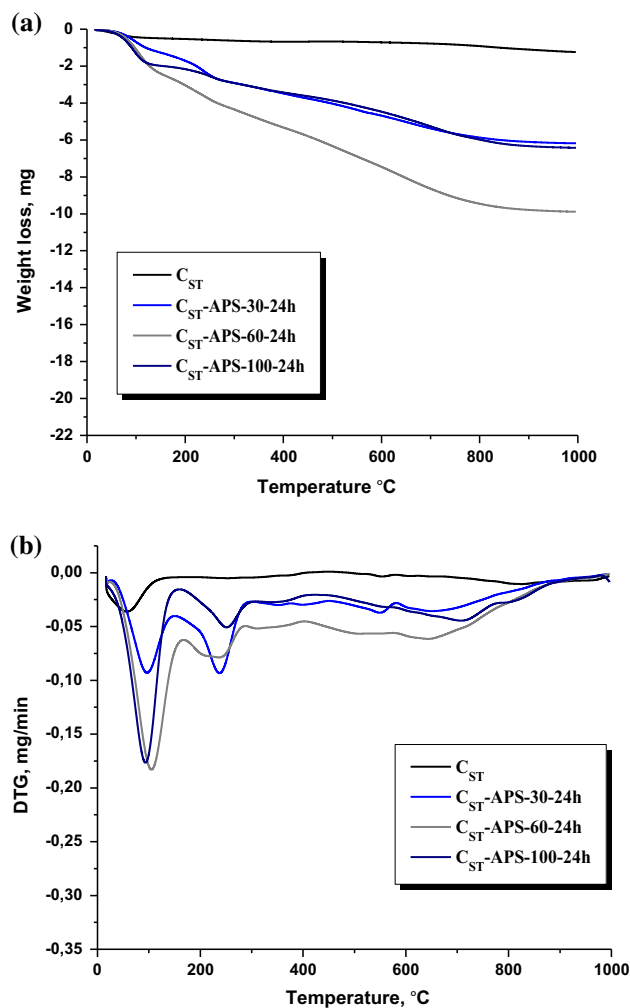 (a)
0
-2
-4
-6
-8
-10
-12
-14
-16
-18
-20
-22
Weight loss, mg
C_ST
C_ST-APS-30-24h
C_ST-APS-60-24h
C_ST-APS-100-24h
0 200 400 600 800 1000
Temperature °C
(b)
0,00
-0,05
-0,10
-0,15
-0,20
-0,25
-0,30
-0,35
DTG, mg/min
C_ST
C_ST-APS-30-24h
C_ST-APS-60-24h
C_ST-APS-100-24h
0 200 400 600 800 1000
Temperature, °C